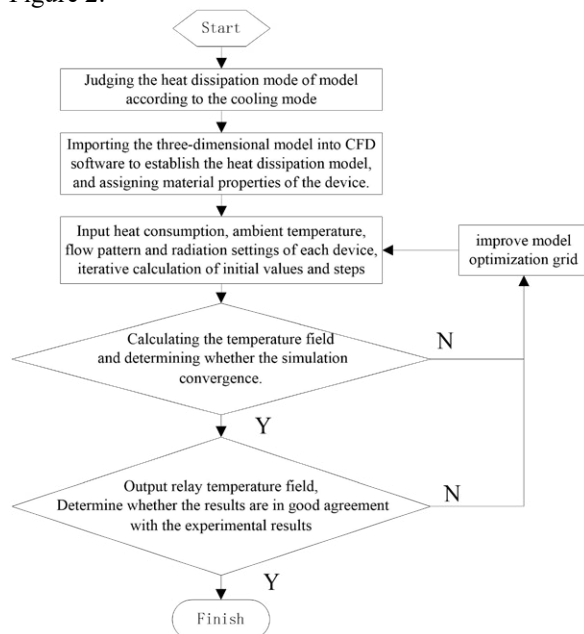 Figure 2.
Start
Judging the heat dissipation mode of model
according to the cooling mode
Importing the three-dimensional model into CFD
software to establish the heat dissipation model,
and assigning material properties of the device.
Input heat consumption, ambient temperature,
flow pattern and radiation settings of each device,
iterative calculation of initial values and steps
improve model
optimization grid
Calculating the temperature field
and determining whether the simulation
convergence.
N
Y
Output relay temperature field,
Determine whether the results are in good agreement
with the experimental results
N
Y
Finish